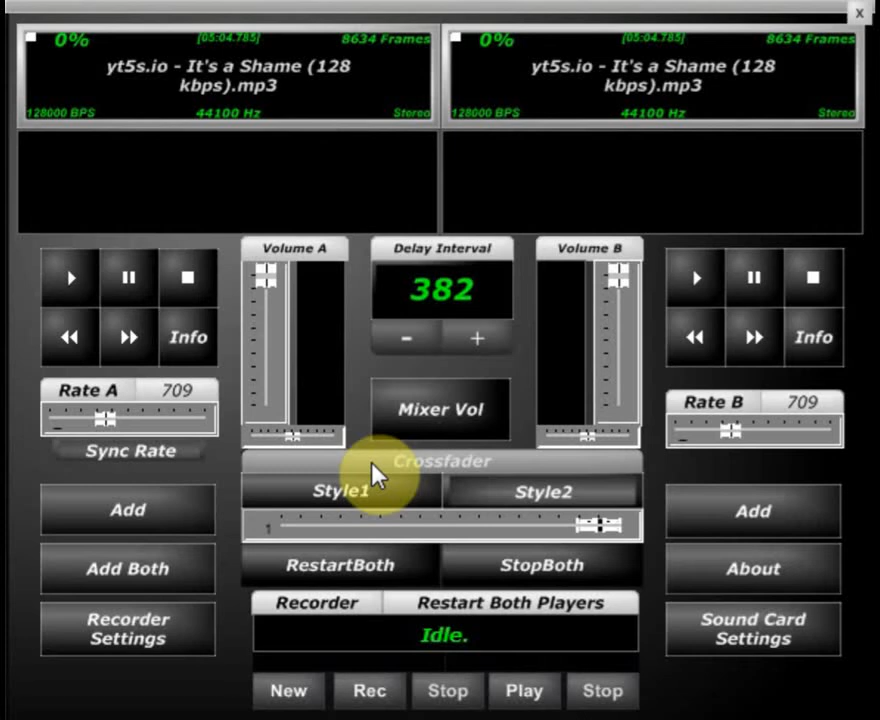 x
0% [05:04.785] 8634 Frames
yt5s.io - It's a Shame (128
kbps).mp3
128000 BPS 44100 Hz Stereo
0% [05:04.785] 8634 Frames
yt5s.io - It's a Shame (128
kbps).mp3
128000 BPS 44100 Hz Stereo
Volume A
Delay Interval
Volume B
382
- +
Info
Info
Mixer Vol
Rate A 709
Sync Rate
Rate B 709
Crossfader
Style1
Style2
1
RestartBoth
StopBoth
Add
Add Both
Recorder
Settings
Add
About
Sound Card
Settings
Recorder
Restart Both Players
Idle.
New
Rec
Stop
Play
Stop